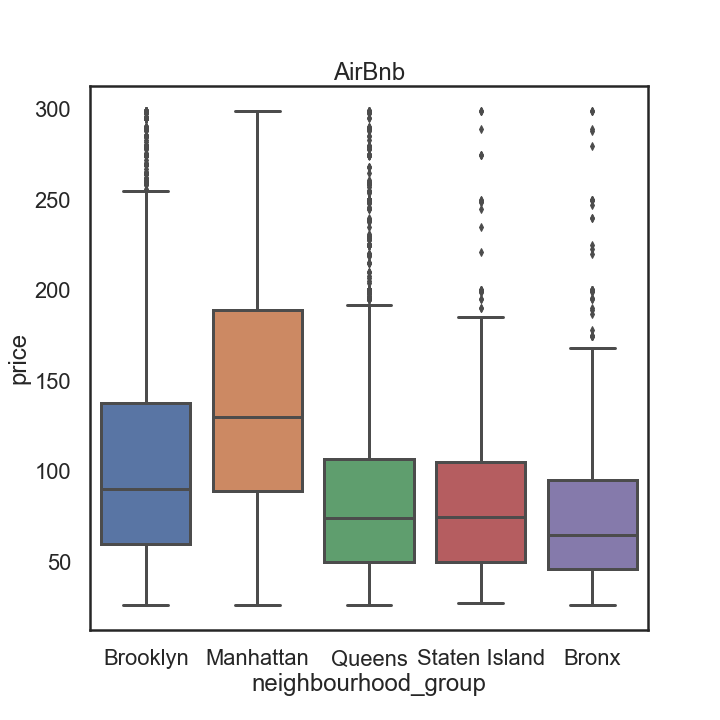 AirBnb
300
250
200
150
100
50
price
Brooklyn Manhattan Queens Staten Island Bronx
neighbourhood_group